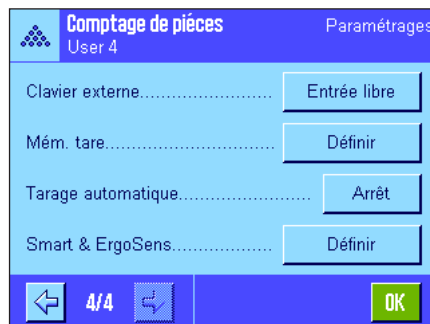 Comptage de piéces
Paramétrages
User 4
Clavier externe........................ Entrée libre
Mém. tare............................... Définir
Tarage automatique........................ Arrêt
Smart & ErgoSens.................. Définir
4/4
OK